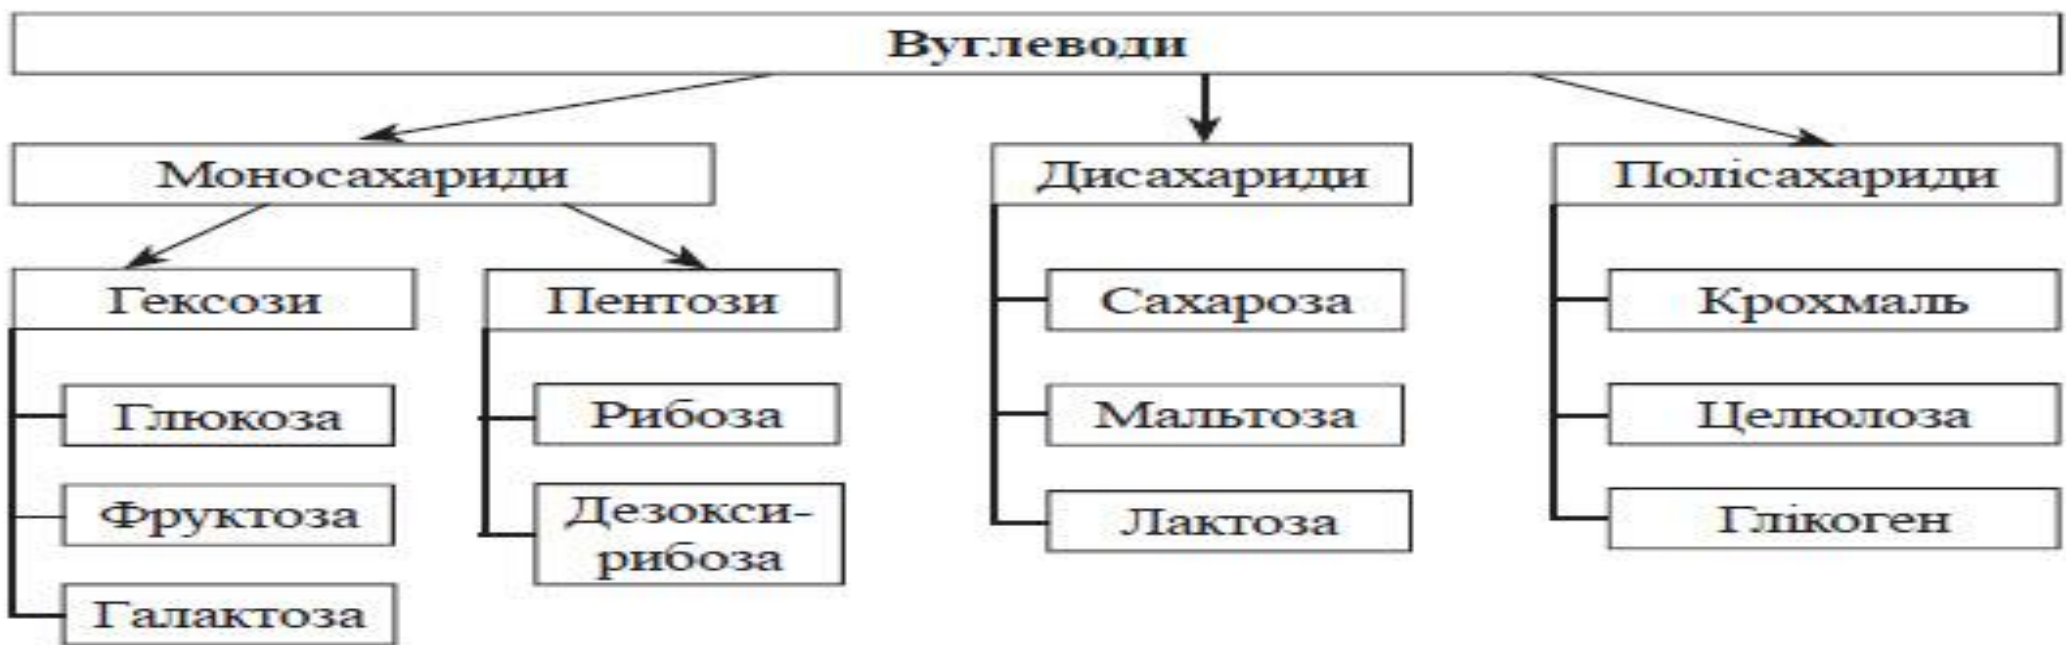 Вуглеводи
Моносахариди
Дисахариди
Полісахариди
Гексози
Пентози
Сахароза
Крохмаль
Глюкоза
Рибоза
Мальтоза
Целюлоза
Фруктоза
Дезокси-
рибоза
Лактоза
Глікоген
Галактоза